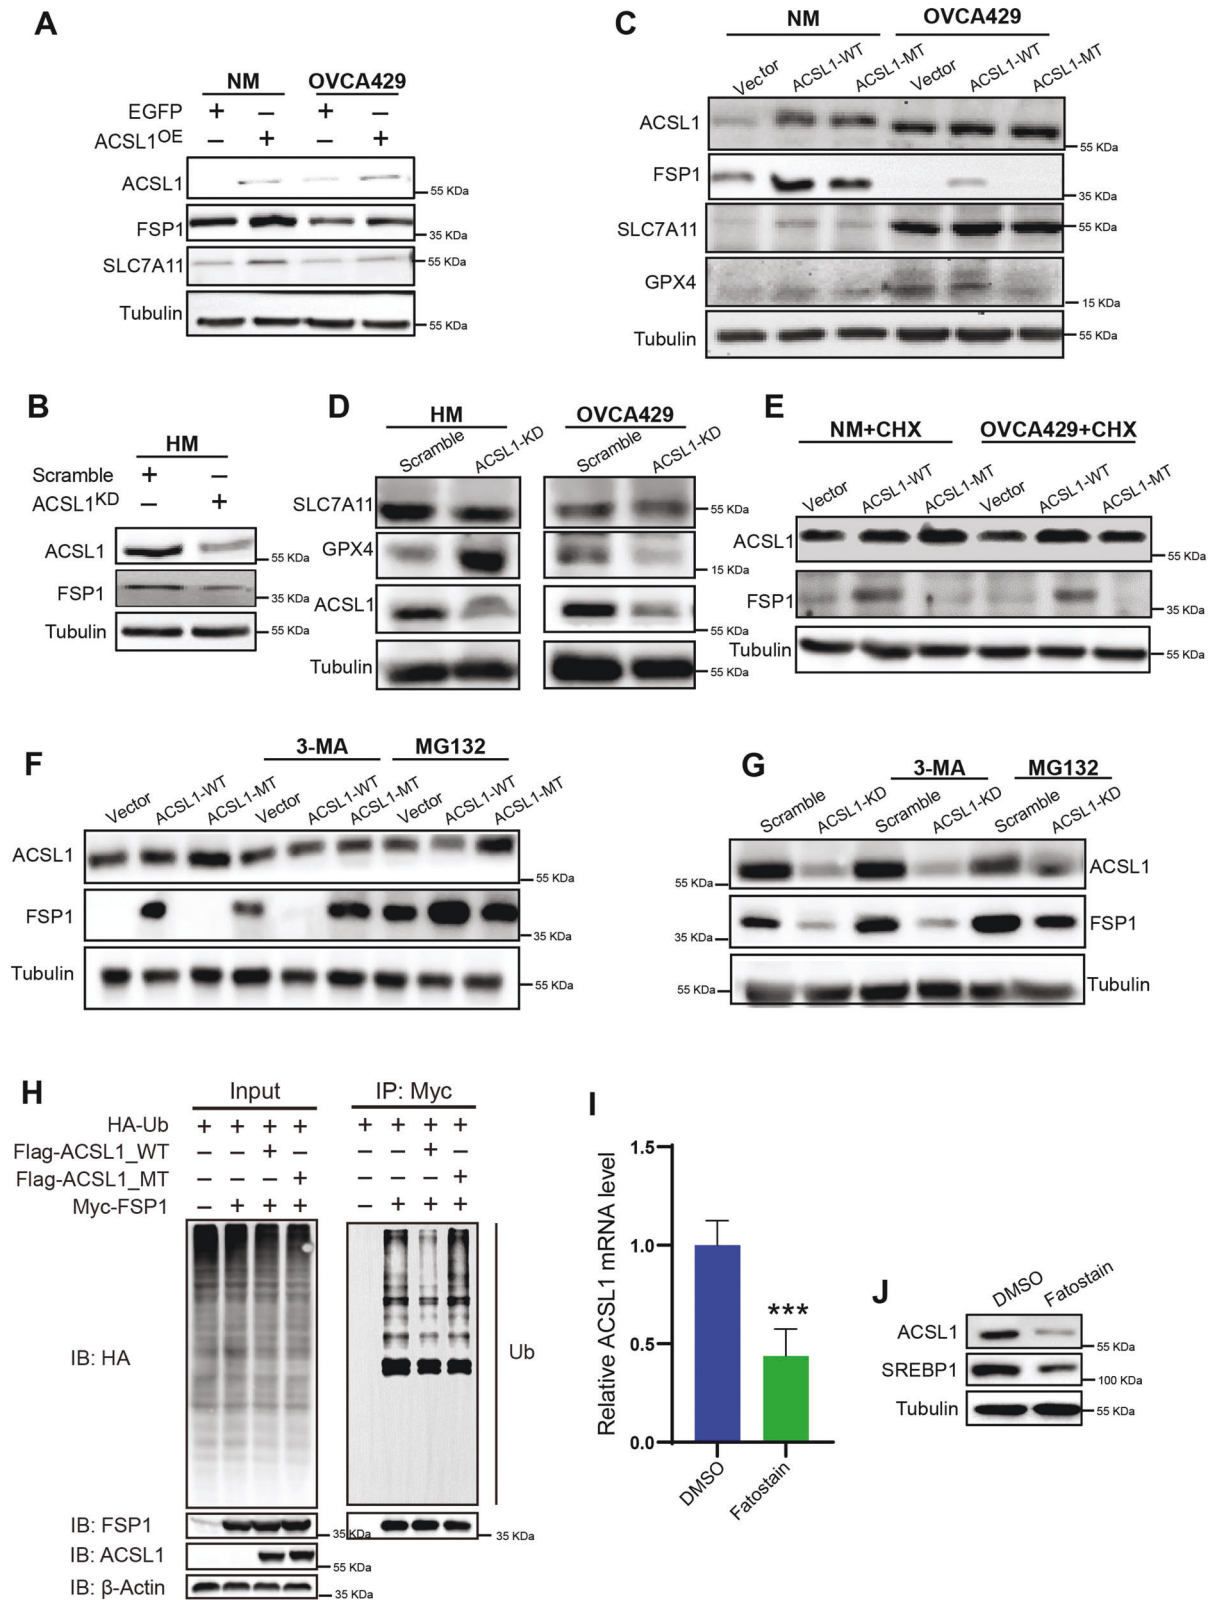 A
NM OVCA429
EGFP + – + –
ACSL1OE – + – +
ACSL1
55 KDa
FSP1
35 KDa
SLC7A11
55 KDa
Tubulin
55 KDa
C
NM OVCA429
Vector ACSL1-WT ACSL1-MT Vector ACSL1-WT ACSL1-MT
ACSL1
55 KDa
FSP1
35 KDa
SLC7A11
55 KDa
GPX4
15 KDa
Tubulin
55 KDa
B
HM
Scramble + –
ACSL1KD – +
ACSL1
55 KDa
FSP1
35 KDa
Tubulin
55 KDa
D
HM OVCA429
Scramble ACSL1-KD Scramble ACSL1-KD
SLC7A11
55 KDa
GPX4
15 KDa
ACSL1
55 KDa
Tubulin
55 KDa
E
NM+CHX OVCA429+CHX
Vector ACSL1-WT ACSL1-MT Vector ACSL1-WT ACSL1-MT
ACSL1
55 KDa
FSP1
35 KDa
Tubulin
55 KDa
F
3-MA MG132
Vector ACSL1-WT ACSL1-MT Vector ACSL1-WT ACSL1-MT Vector ACSL1-WT ACSL1-MT
ACSL1
55 KDa
FSP1
35 KDa
Tubulin
55 KDa
G
3-MA MG132
Scramble ACSL1-KD Scramble ACSL1-KD Scramble ACSL1-KD
55 KDa
ACSL1
35 KDa
FSP1
55 KDa
Tubulin
H
Input IP: Myc
HA-Ub + + + + + + + +
Flag-ACSL1_WT – – + – – – + –
Flag-ACSL1_MT – – – + – – – +
Myc-FSP1 – + + + – + + +
IB: HA
Ub
IB: FSP1
35 KDa 35 KDa
IB: ACSL1
55 KDa
IB: β-Actin
35 KDa
I
Relative ACSL1 mRNA level
1.5
1.0
0.5
0.0
***
DMSO
Fatostain
J
DMSO Fatostain
ACSL1
55 KDa
SREBP1
100 KDa
Tubulin
55 KDa